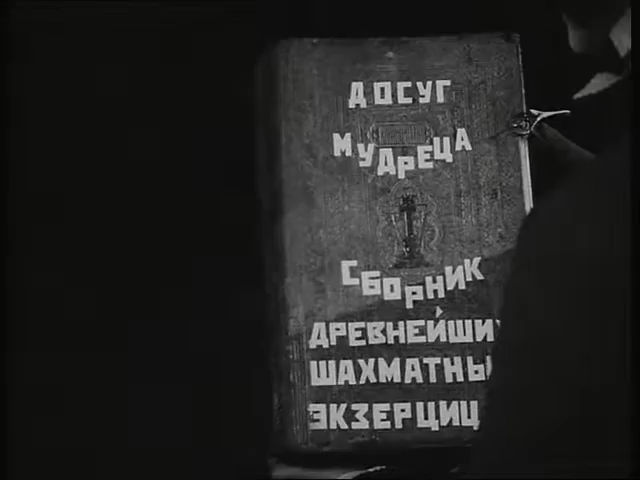 ДОСУГ
МУДРЕЦА
СБОРНИК
ДРЕВНЕЙШИ
ШАХМАТНЫ
ЭКЗЕРЦИЦ